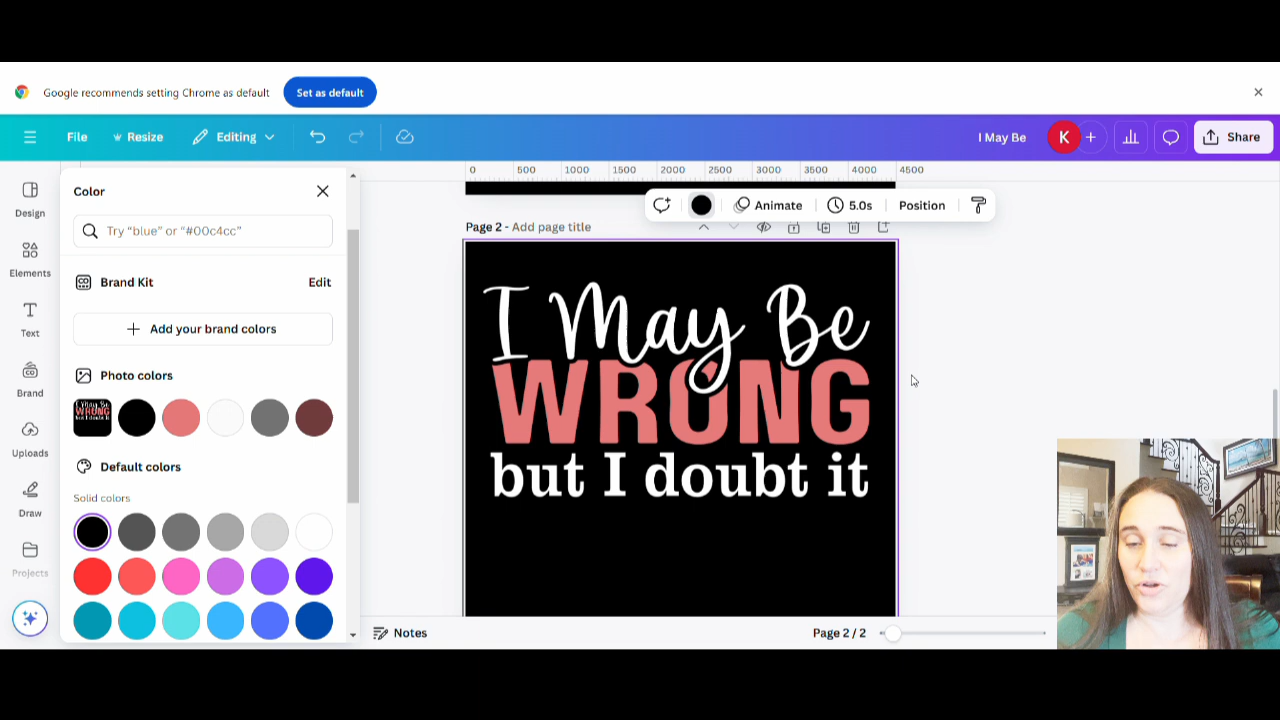 Google recommends setting Chrome as default
Set as default
File
Resize
Editing
I May Be
K
Share
0 500 1000 1500 2000 2500 3000 3500 4000 4500
Design
Elements
Text
Brand
Uploads
Draw
Projects
Color
Try “blue” or “#00c4cc”
Brand Kit
Edit
Add your brand colors
Photo colors
Default colors
Solid colors
Animate
5.0s
Position
Page 2 - Add page title
I May Be
WRONG
but I doubt it
Notes
Page 2 / 2